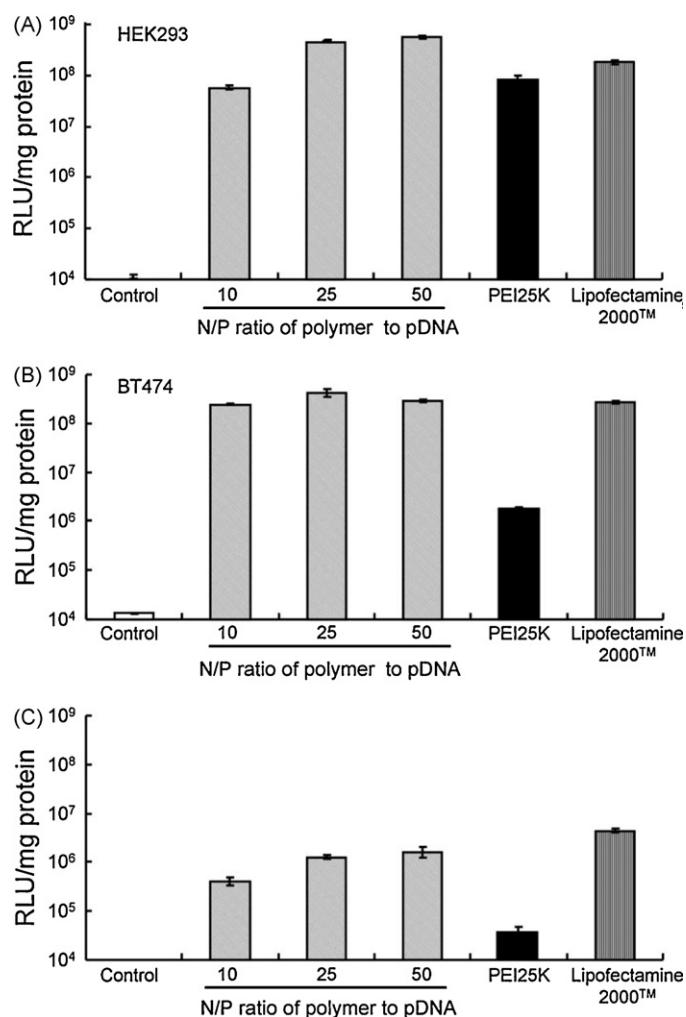 (A)
HEK293
RLU/mg protein
10⁹
10⁸
10⁷
10⁶
10⁵
10⁴
Control 10 25 50 PEI25K Lipofectamine
2000™
N/P ratio of polymer to pDNA
(B)
BT474
RLU/mg protein
10⁹
10⁸
10⁷
10⁶
10⁵
10⁴
Control 10 25 50 PEI25K Lipofectamine
2000™
N/P ratio of polymer to pDNA
(C)
RLU/mg protein
10⁹
10⁸
10⁷
10⁶
10⁵
10⁴
Control 10 25 50 PEI25K Lipofectamine
2000™
N/P ratio of polymer to pDNA